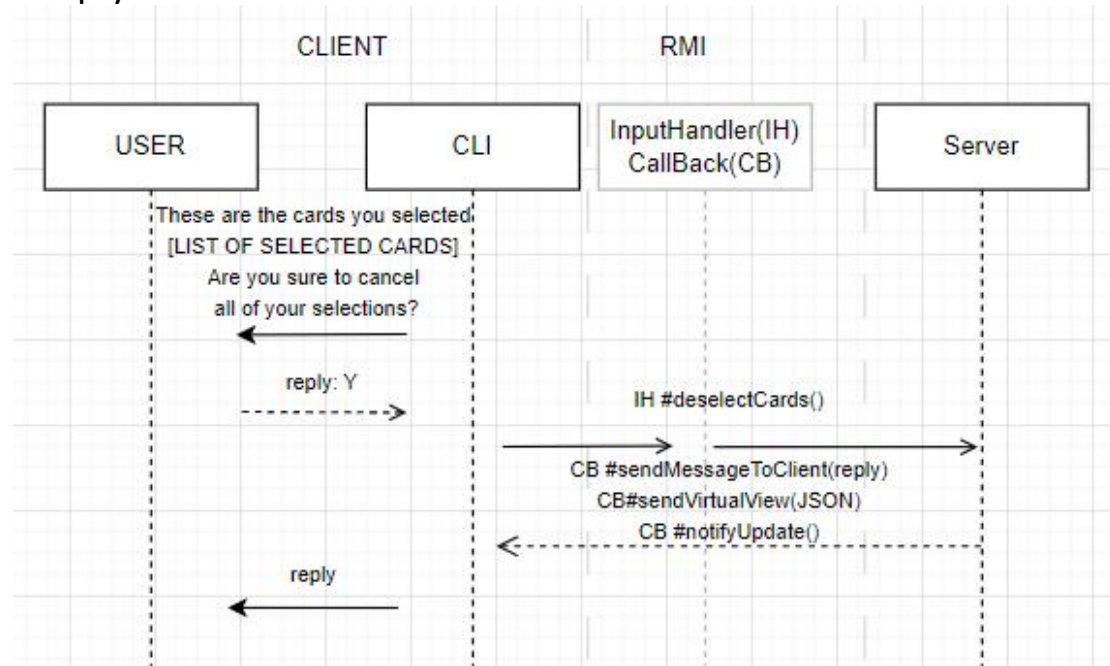 CLIENT
RMI
USER
CLI
InputHandler(IH)
CallBack(CB)
Server
These are the cards you selected
[LIST OF SELECTED CARDS]
Are you sure to cancel
all of your selections?
reply: Y
IH #deselectCards()
CB #sendMessageToClient(reply)
CB#sendVirtualView(JSON)
CB #notifyUpdate()
reply